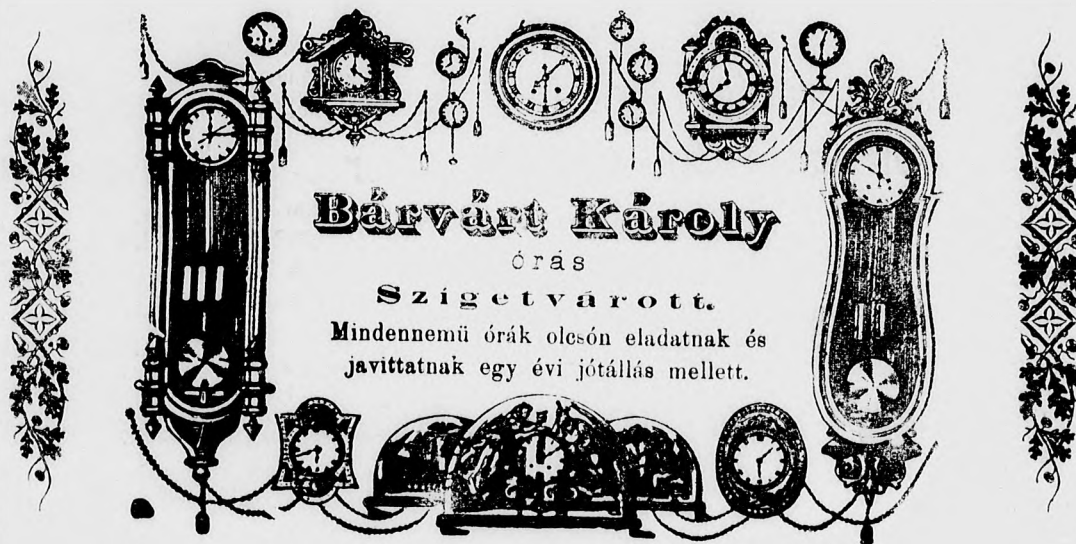 Bárvárt Károly
órás
Szigetvárott.
Mindennemü órák olcsón eladatnak és
javittatnak egy évi jótállás mellett.